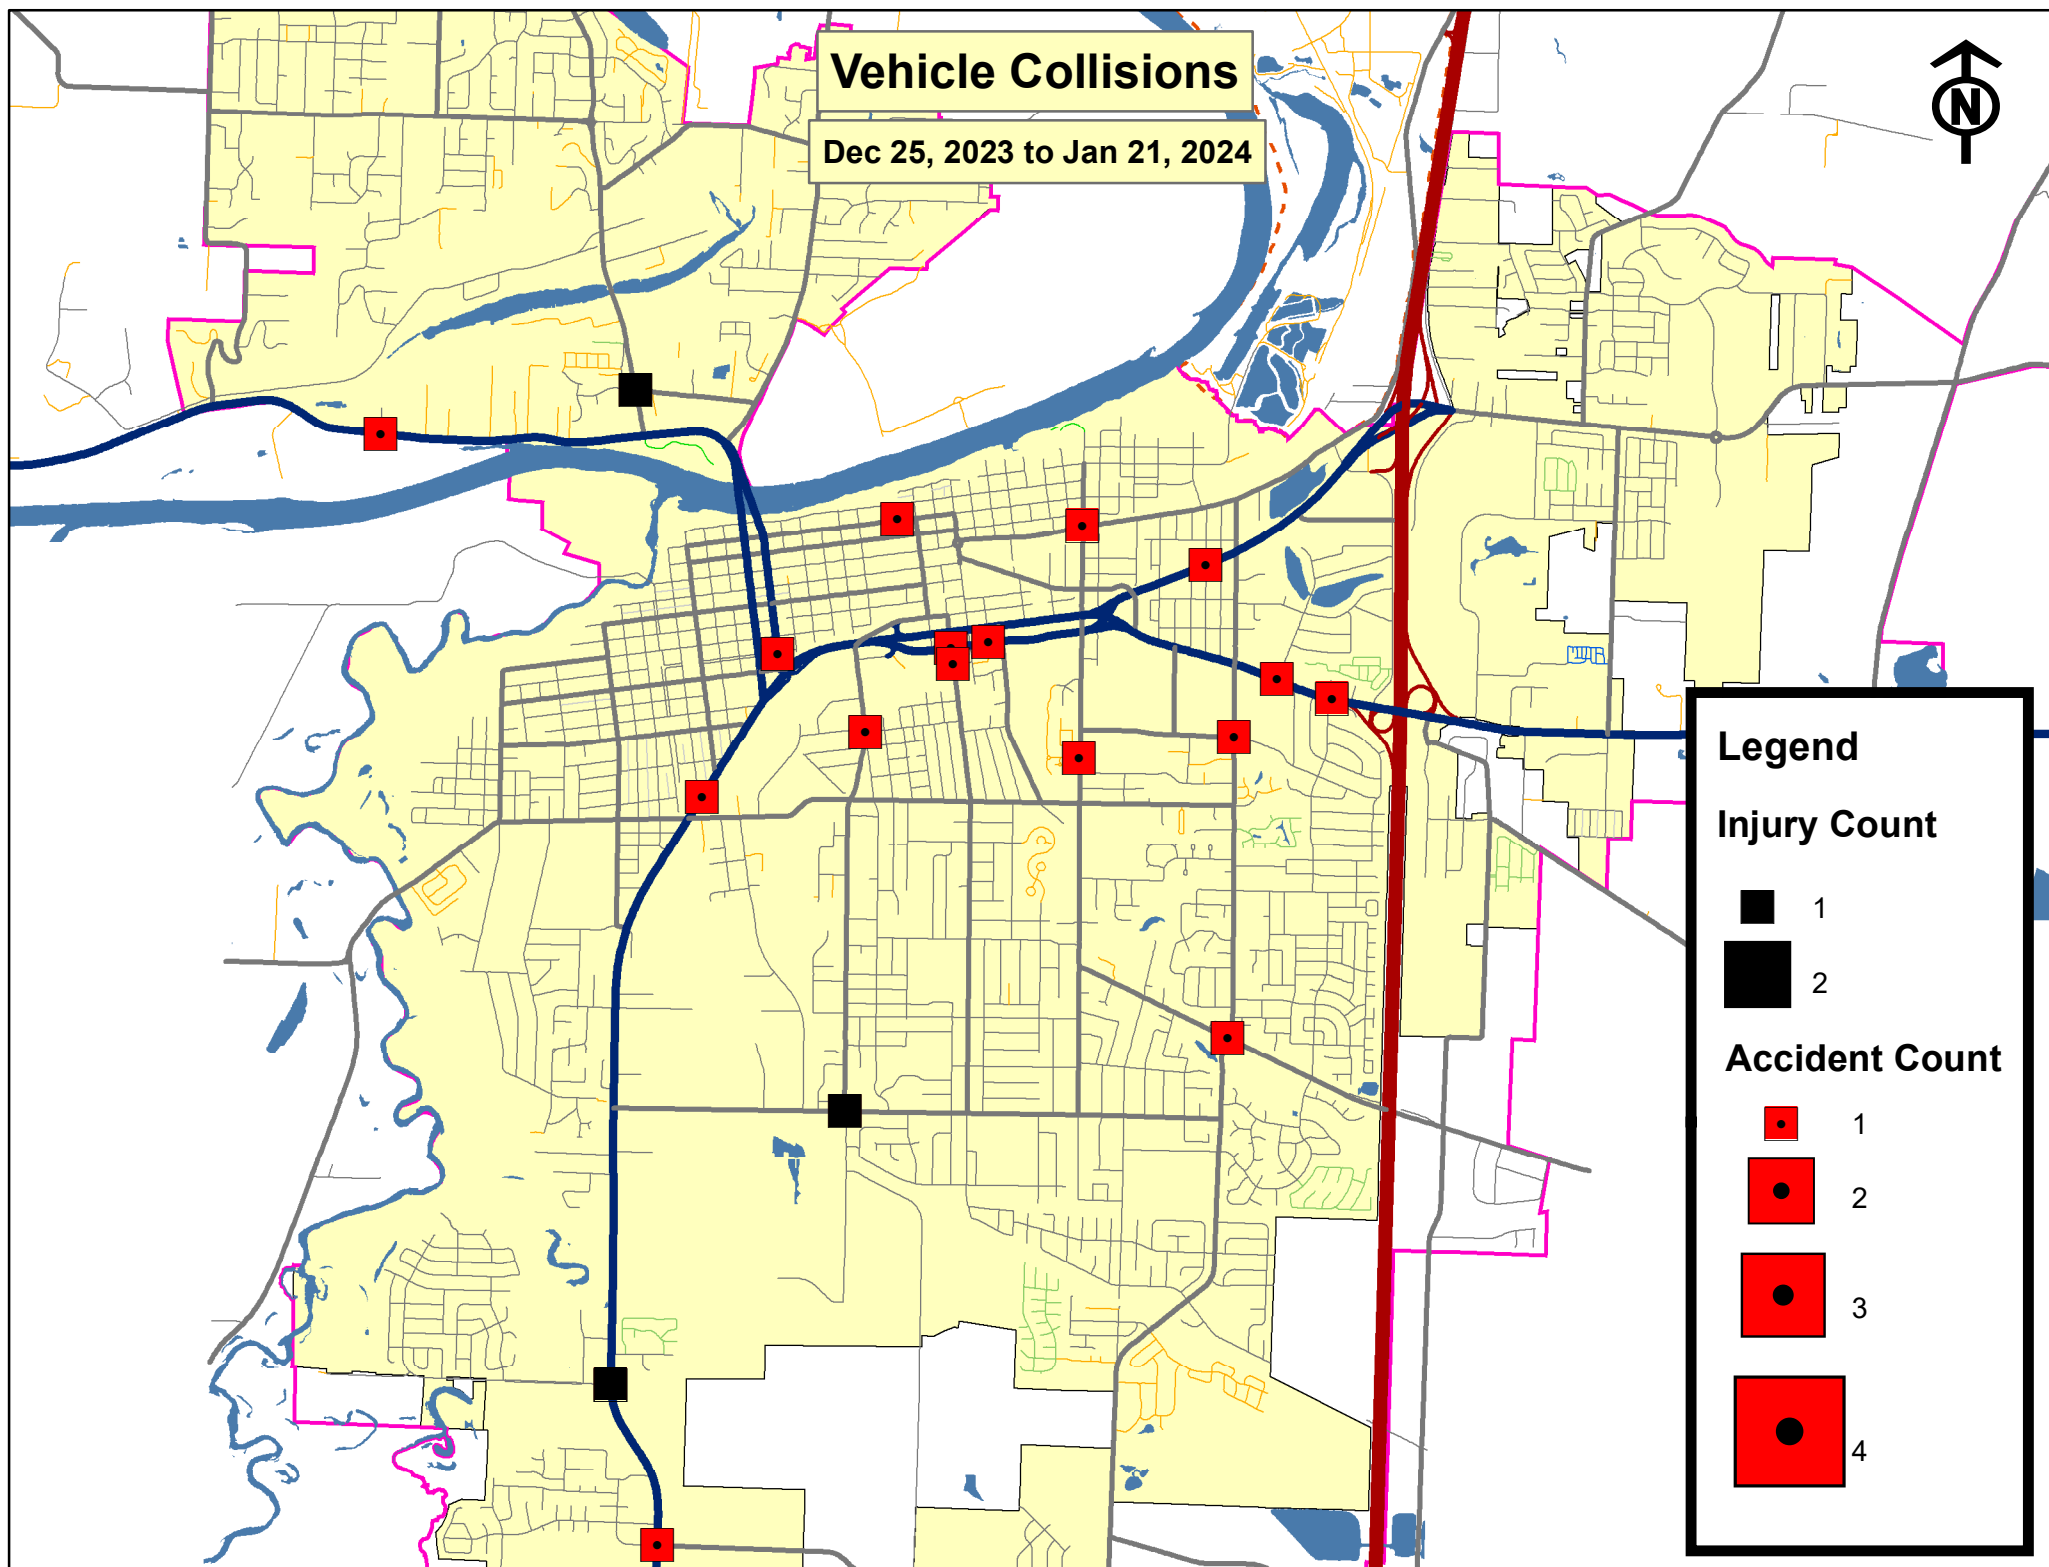 Vehicle Collisions
Dec 25, 2023 to Jan 21, 2024
N
Legend
Injury Count
1
2
Accident Count
1
2
3
4